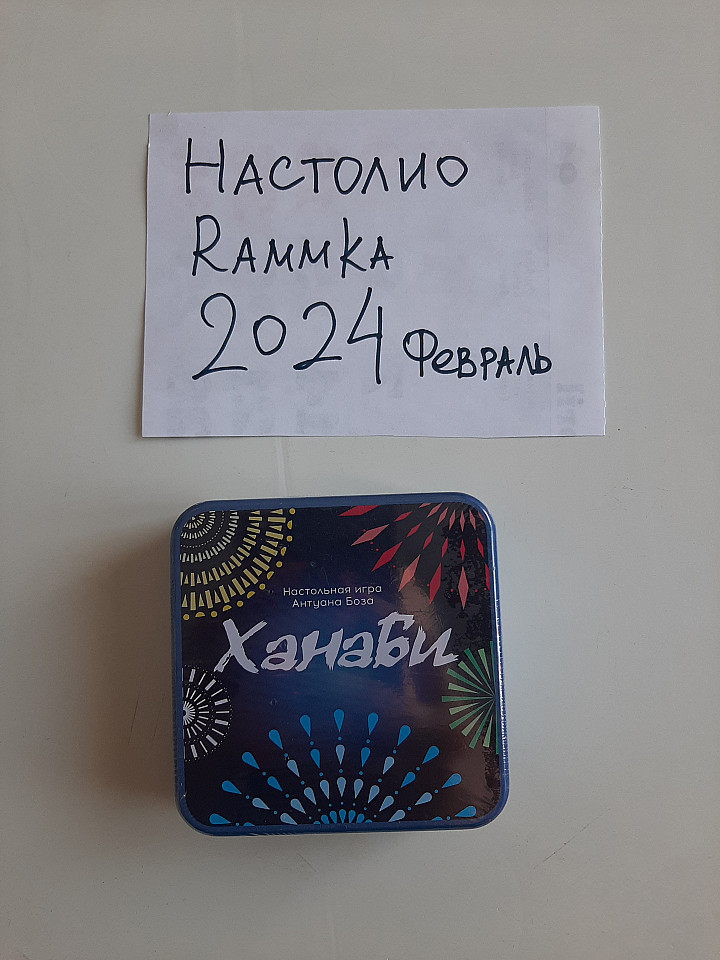 Настолио
Rammka
2024 Февраль
Настольная игра
Антуана Боза
Ханаби